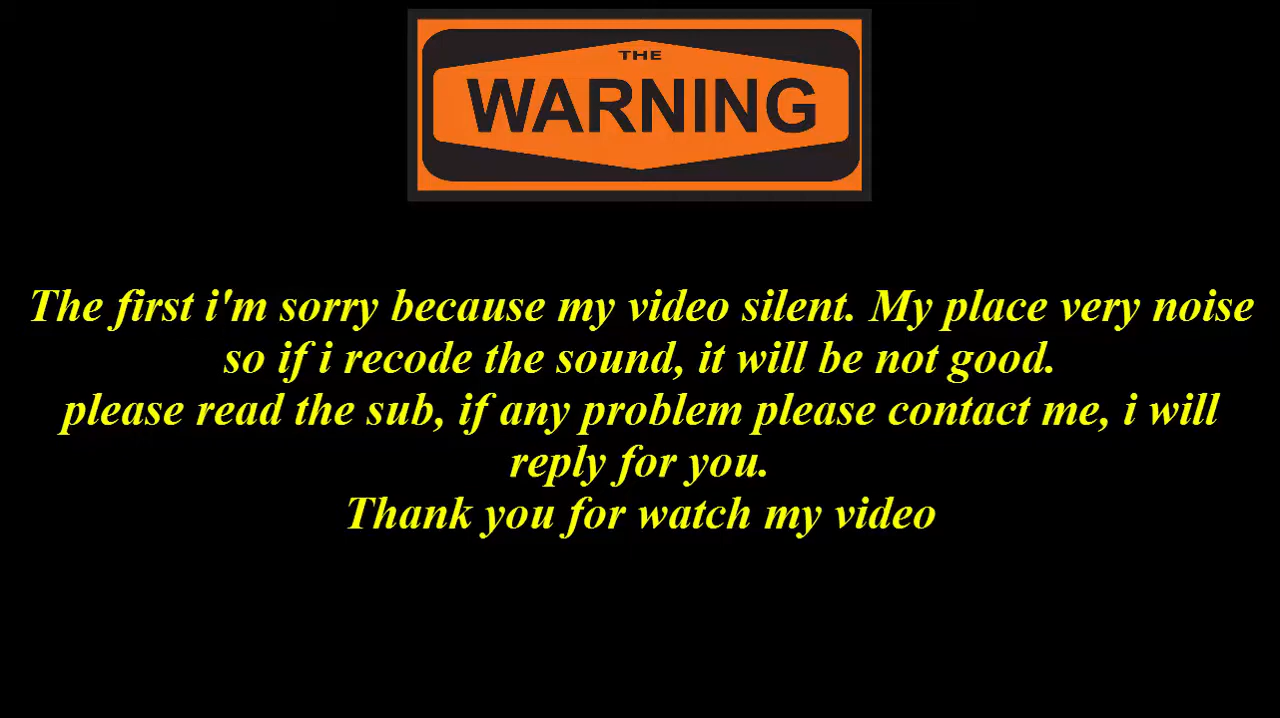 THE
WARNING
The first i'm sorry because my video silent. My place very noise
so if i recode the sound, it will be not good.
please read the sub, if any problem please contact me, i will
reply for you.
Thank you for watch my video